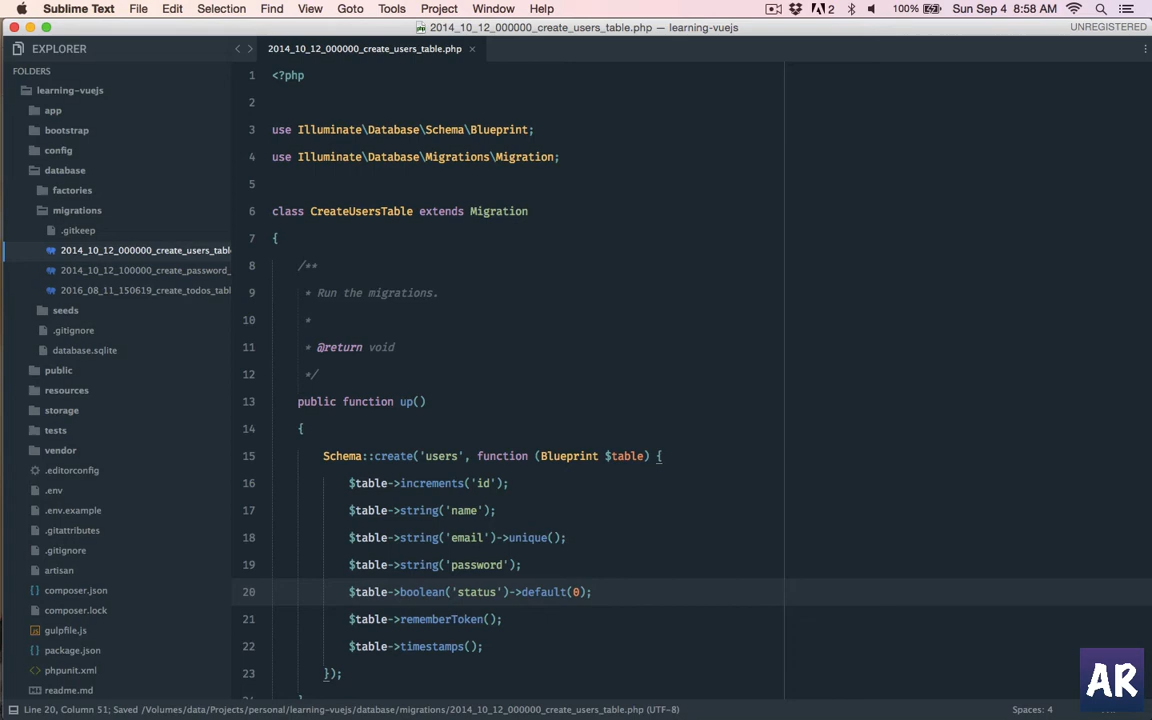 Sublime Text File Edit Selection Find View Goto Tools Project Window Help 2 100% Sun Sep 4 8:58 AM
2014_10_12_000000_create_users_table.php — learning-vuejs UNREGISTERED
EXPLORER
2014_10_12_000000_create_users_table.php ×
FOLDERS
learning-vuejs
app
bootstrap
config
database
factories
migrations
.gitkeep
2014_10_12_000000_create_users_tabl
2014_10_12_100000_create_password_
2016_08_11_150619_create_todos_tabl
seeds
.gitignore
database.sqlite
public
resources
storage
tests
vendor
.editorconfig
.env
.env.example
.gitattributes
.gitignore
artisan
composer.json
composer.lock
gulpfile.js
package.json
phpunit.xml
readme.md
1 <?php
2
3 use Illuminate\Database\Schema\Blueprint;
4 use Illuminate\Database\Migrations\Migration;
5
6 class CreateUsersTable extends Migration
7 {
8 /**
9 * Run the migrations.
10 *
11 * @return void
12 */
13 public function up()
14 {
15 Schema::create('users', function (Blueprint $table) {
16 $table->increments('id');
17 $table->string('name');
18 $table->string('email')->unique();
19 $table->string('password');
20 $table->boolean('status')->default(0);
21 $table->rememberToken();
22 $table->timestamps();
23 });
AR
Line 20, Column 51; Saved /Volumes/data/Projects/personal/learning-vuejs/database/migrations/2014_10_12_000000_create_users_table.php (UTF-8) Spaces: 4